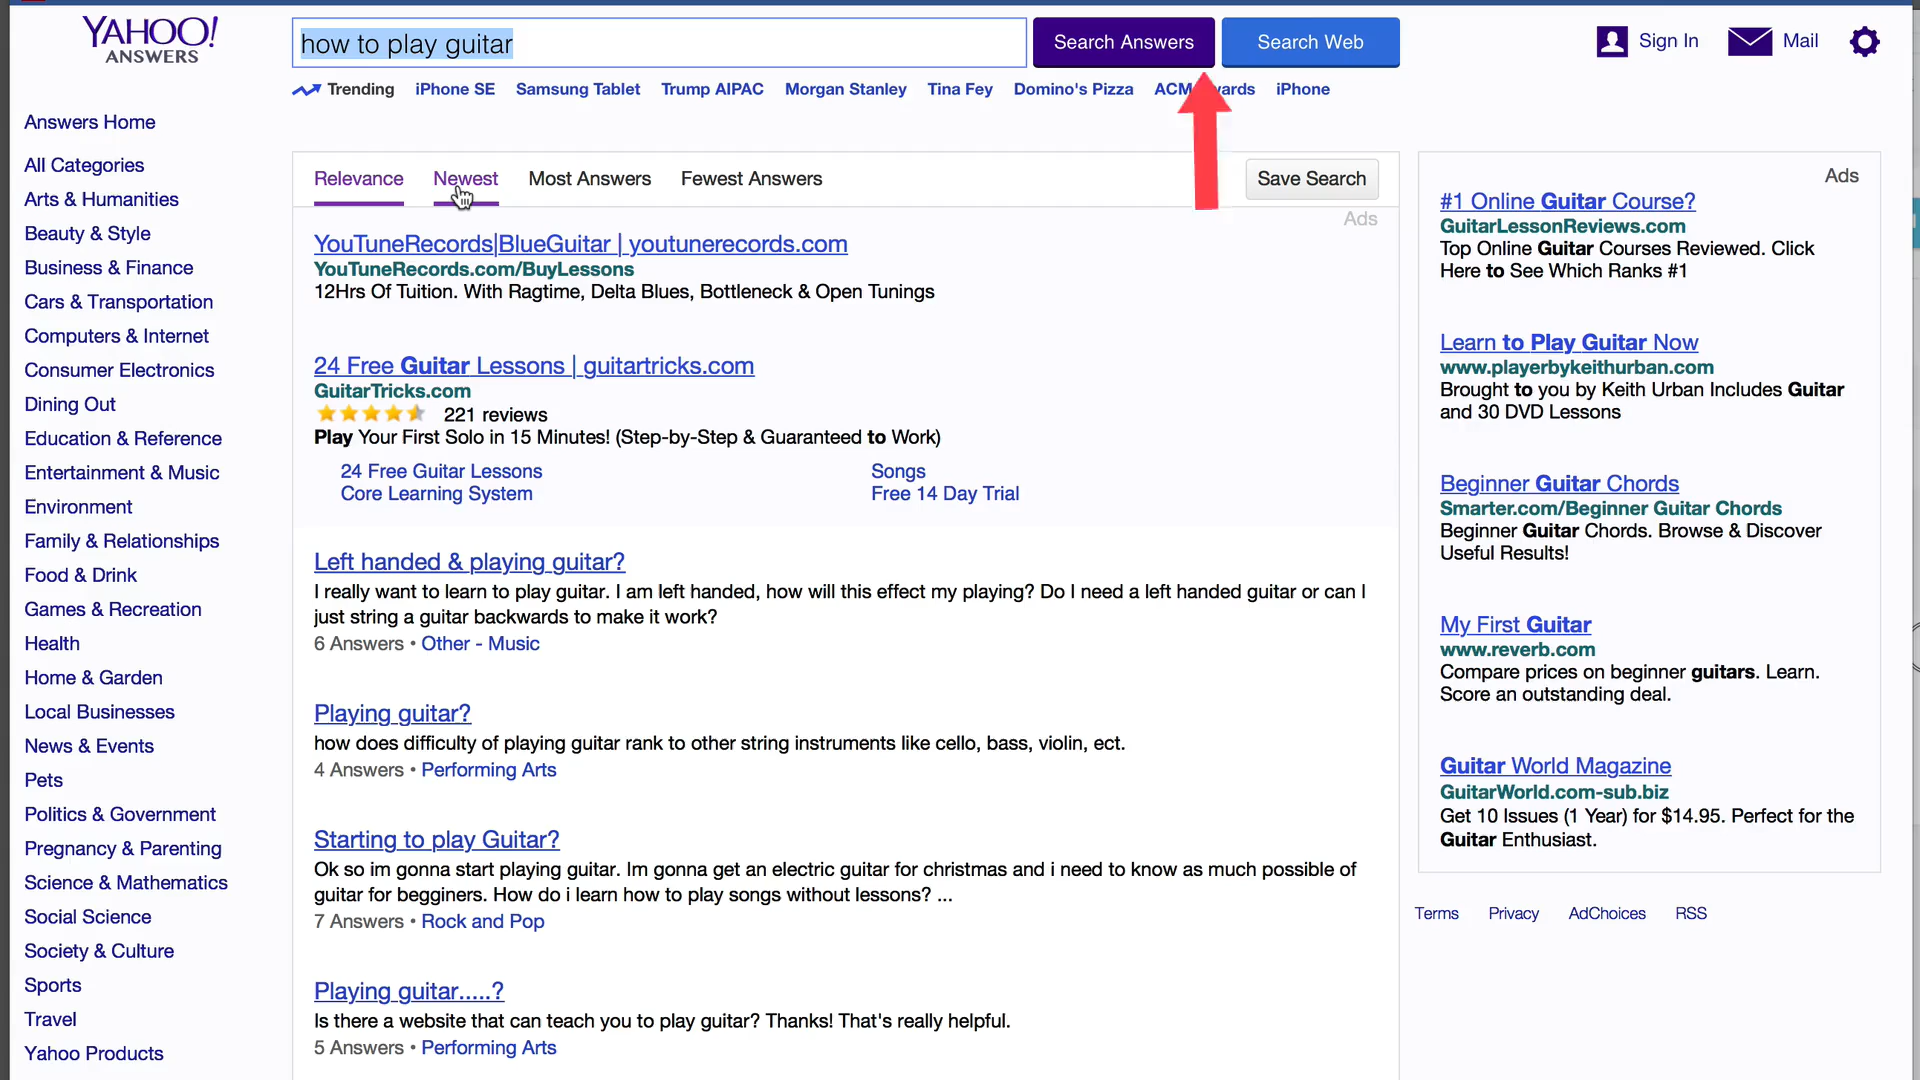 YAHOO!
ANSWERS
how to play guitar
Search Answers
Search Web
Sign In
Mail
Trending
iPhone SE
Samsung Tablet
Trump AIPAC
Morgan Stanley
Tina Fey
Domino's Pizza
ACM
wards
iPhone
Answers Home
All Categories
Arts & Humanities
Beauty & Style
Business & Finance
Cars & Transportation
Computers & Internet
Consumer Electronics
Dining Out
Education & Reference
Entertainment & Music
Environment
Family & Relationships
Food & Drink
Games & Recreation
Health
Home & Garden
Local Businesses
News & Events
Pets
Politics & Government
Pregnancy & Parenting
Science & Mathematics
Social Science
Society & Culture
Sports
Travel
Yahoo Products
Relevance
Newest
Most Answers
Fewest Answers
Save Search
Ads
YouTuneRecords|BlueGuitar | youtunerecords.com
YouTuneRecords.com/BuyLessons
12Hrs Of Tuition. With Ragtime, Delta Blues, Bottleneck & Open Tunings
24 Free Guitar Lessons | guitartricks.com
GuitarTricks.com
221 reviews
Play Your First Solo in 15 Minutes! (Step-by-Step & Guaranteed to Work)
24 Free Guitar Lessons
Songs
Core Learning System
Free 14 Day Trial
Left handed & playing guitar?
I really want to learn to play guitar. I am left handed, how will this effect my playing? Do I need a left handed guitar or can I
just string a guitar backwards to make it work?
6 Answers • Other - Music
Playing guitar?
how does difficulty of playing guitar rank to other string instruments like cello, bass, violin, ect.
4 Answers • Performing Arts
Starting to play Guitar?
Ok so im gonna start playing guitar. Im gonna get an electric guitar for christmas and i need to know as much possible of
guitar for begginers. How do i learn how to play songs without lessons? ...
7 Answers • Rock and Pop
Playing guitar.....?
Is there a website that can teach you to play guitar? Thanks! That's really helpful.
5 Answers • Performing Arts
Ads
#1 Online Guitar Course?
GuitarLessonReviews.com
Top Online Guitar Courses Reviewed. Click
Here to See Which Ranks #1
Learn to Play Guitar Now
www.playerbykeithurban.com
Brought to you by Keith Urban Includes Guitar
and 30 DVD Lessons
Beginner Guitar Chords
Smarter.com/Beginner Guitar Chords
Beginner Guitar Chords. Browse & Discover
Useful Results!
My First Guitar
www.reverb.com
Compare prices on beginner guitars. Learn.
Score an outstanding deal.
Guitar World Magazine
GuitarWorld.com-sub.biz
Get 10 Issues (1 Year) for $14.95. Perfect for the
Guitar Enthusiast.
Terms
Privacy
AdChoices
RSS